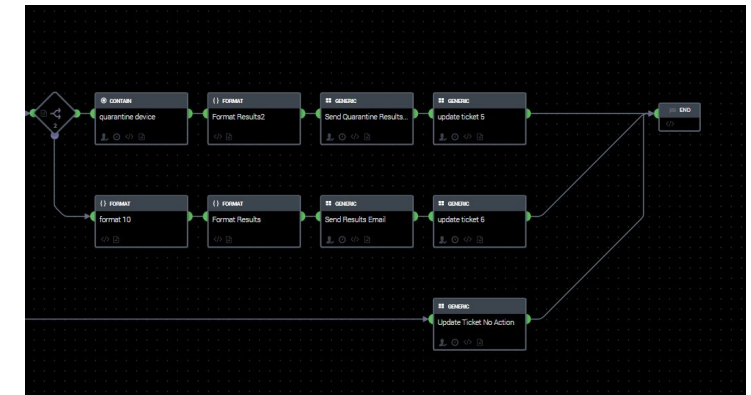 CONTAIN
quarantine device
{} FORMAT
Format Results2
GENERIC
Send Quarantine Results...
GENERIC
update ticket 5
END
</>
2
{} FORMAT
format 10
{} FORMAT
Format Results
GENERIC
Send Results Email
GENERIC
update ticket 6
GENERIC
Update Ticket No Action